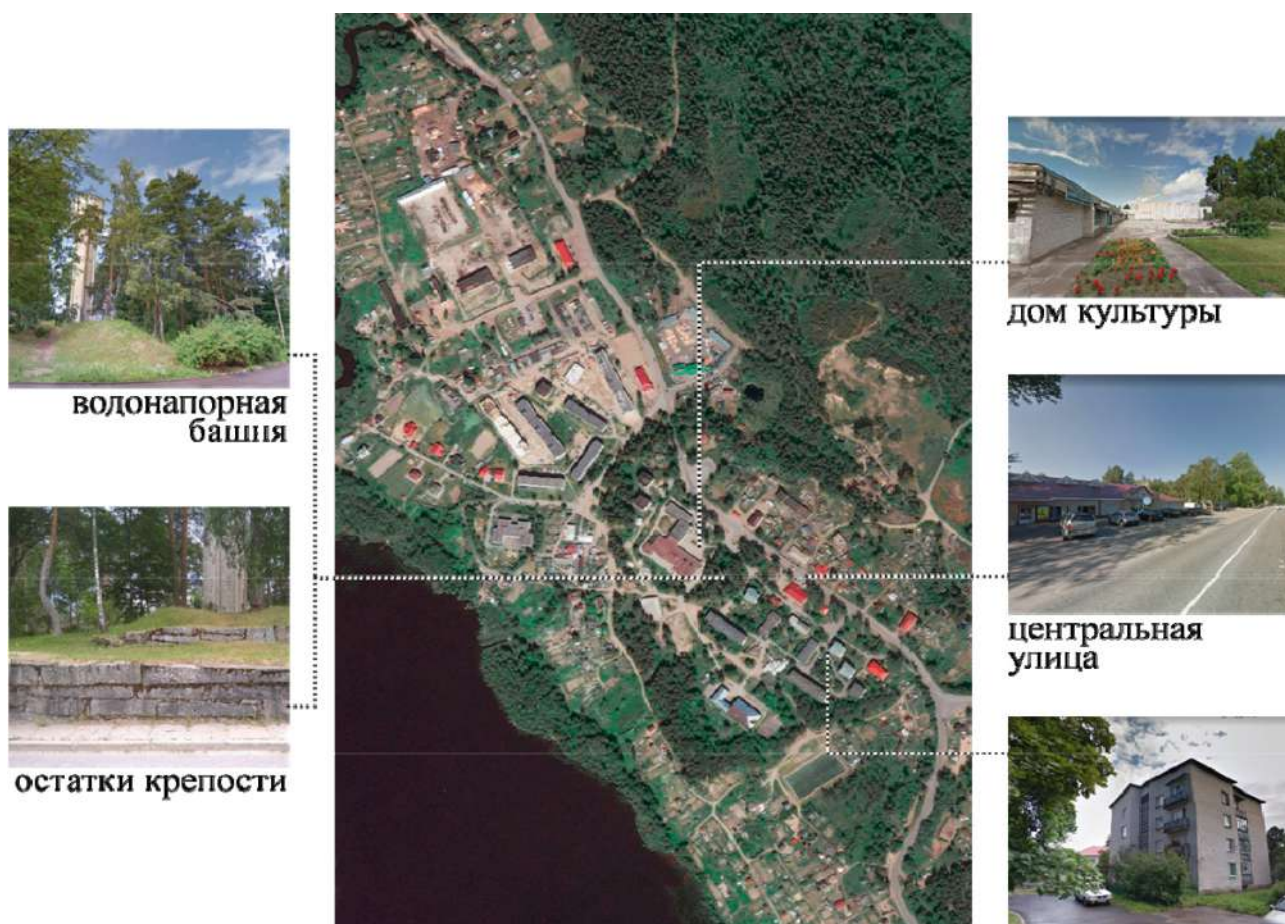 водонапорная
башня
остатки крепости
дом культуры
центральная
улица